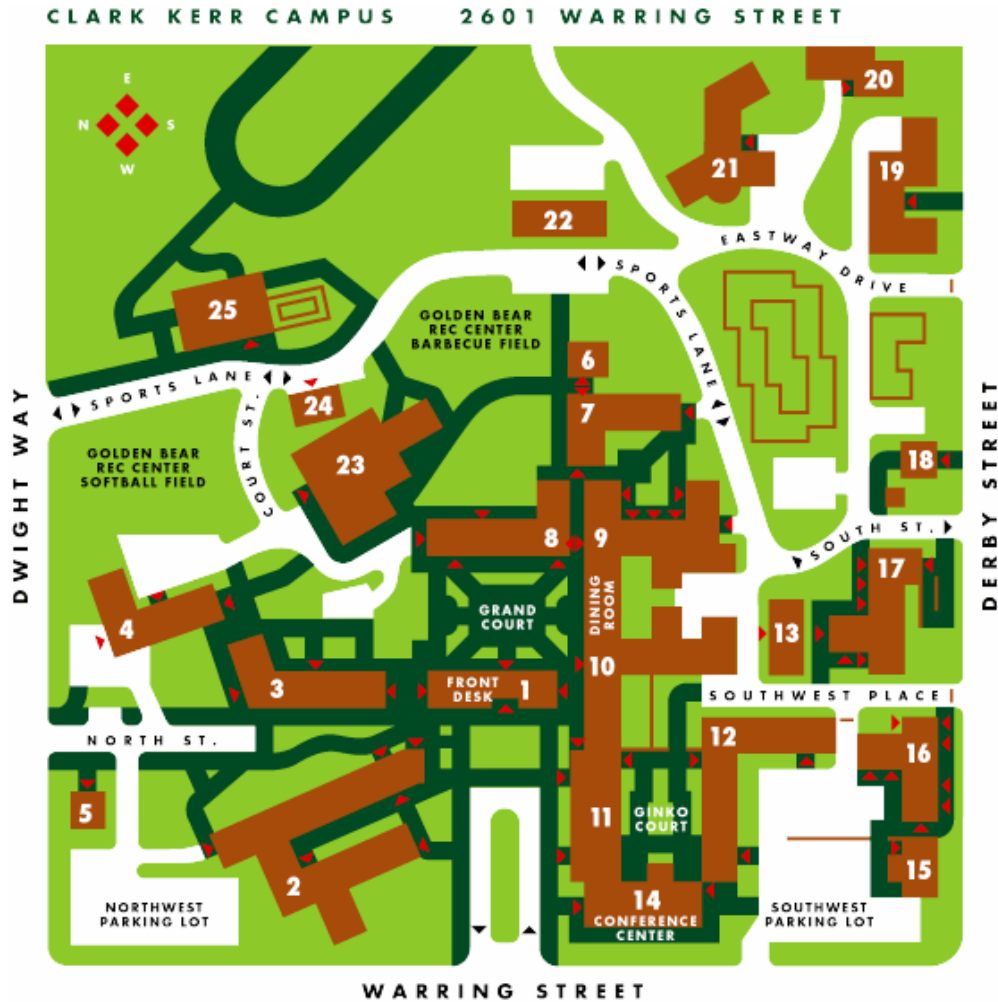 CLARK KERR CAMPUS 2601 WARRING STREET
E
N S
W
20
21
19
22
EASTWAY DRIVE
SPORTS LANE
25
GOLDEN BEAR
REC CENTER
BARBECUE FIELD
6
SPORTS LANE
24
7
DWIGHT WAY
GOLDEN BEAR
REC CENTER
SOFTBALL FIELD
COURT ST.
23
18
DERBY STREET
8
9
SOUTH ST.
17
DINING
ROOM
GRAND
COURT
4
13
10
3
FRONT
DESK
1
SOUTHWEST PLACE
NORTH ST.
12
16
5
11
GINKO
COURT
2
15
14
CONFERENCE
CENTER
NORTHWEST
PARKING LOT
SOUTHWEST
PARKING LOT
WARRING STREET